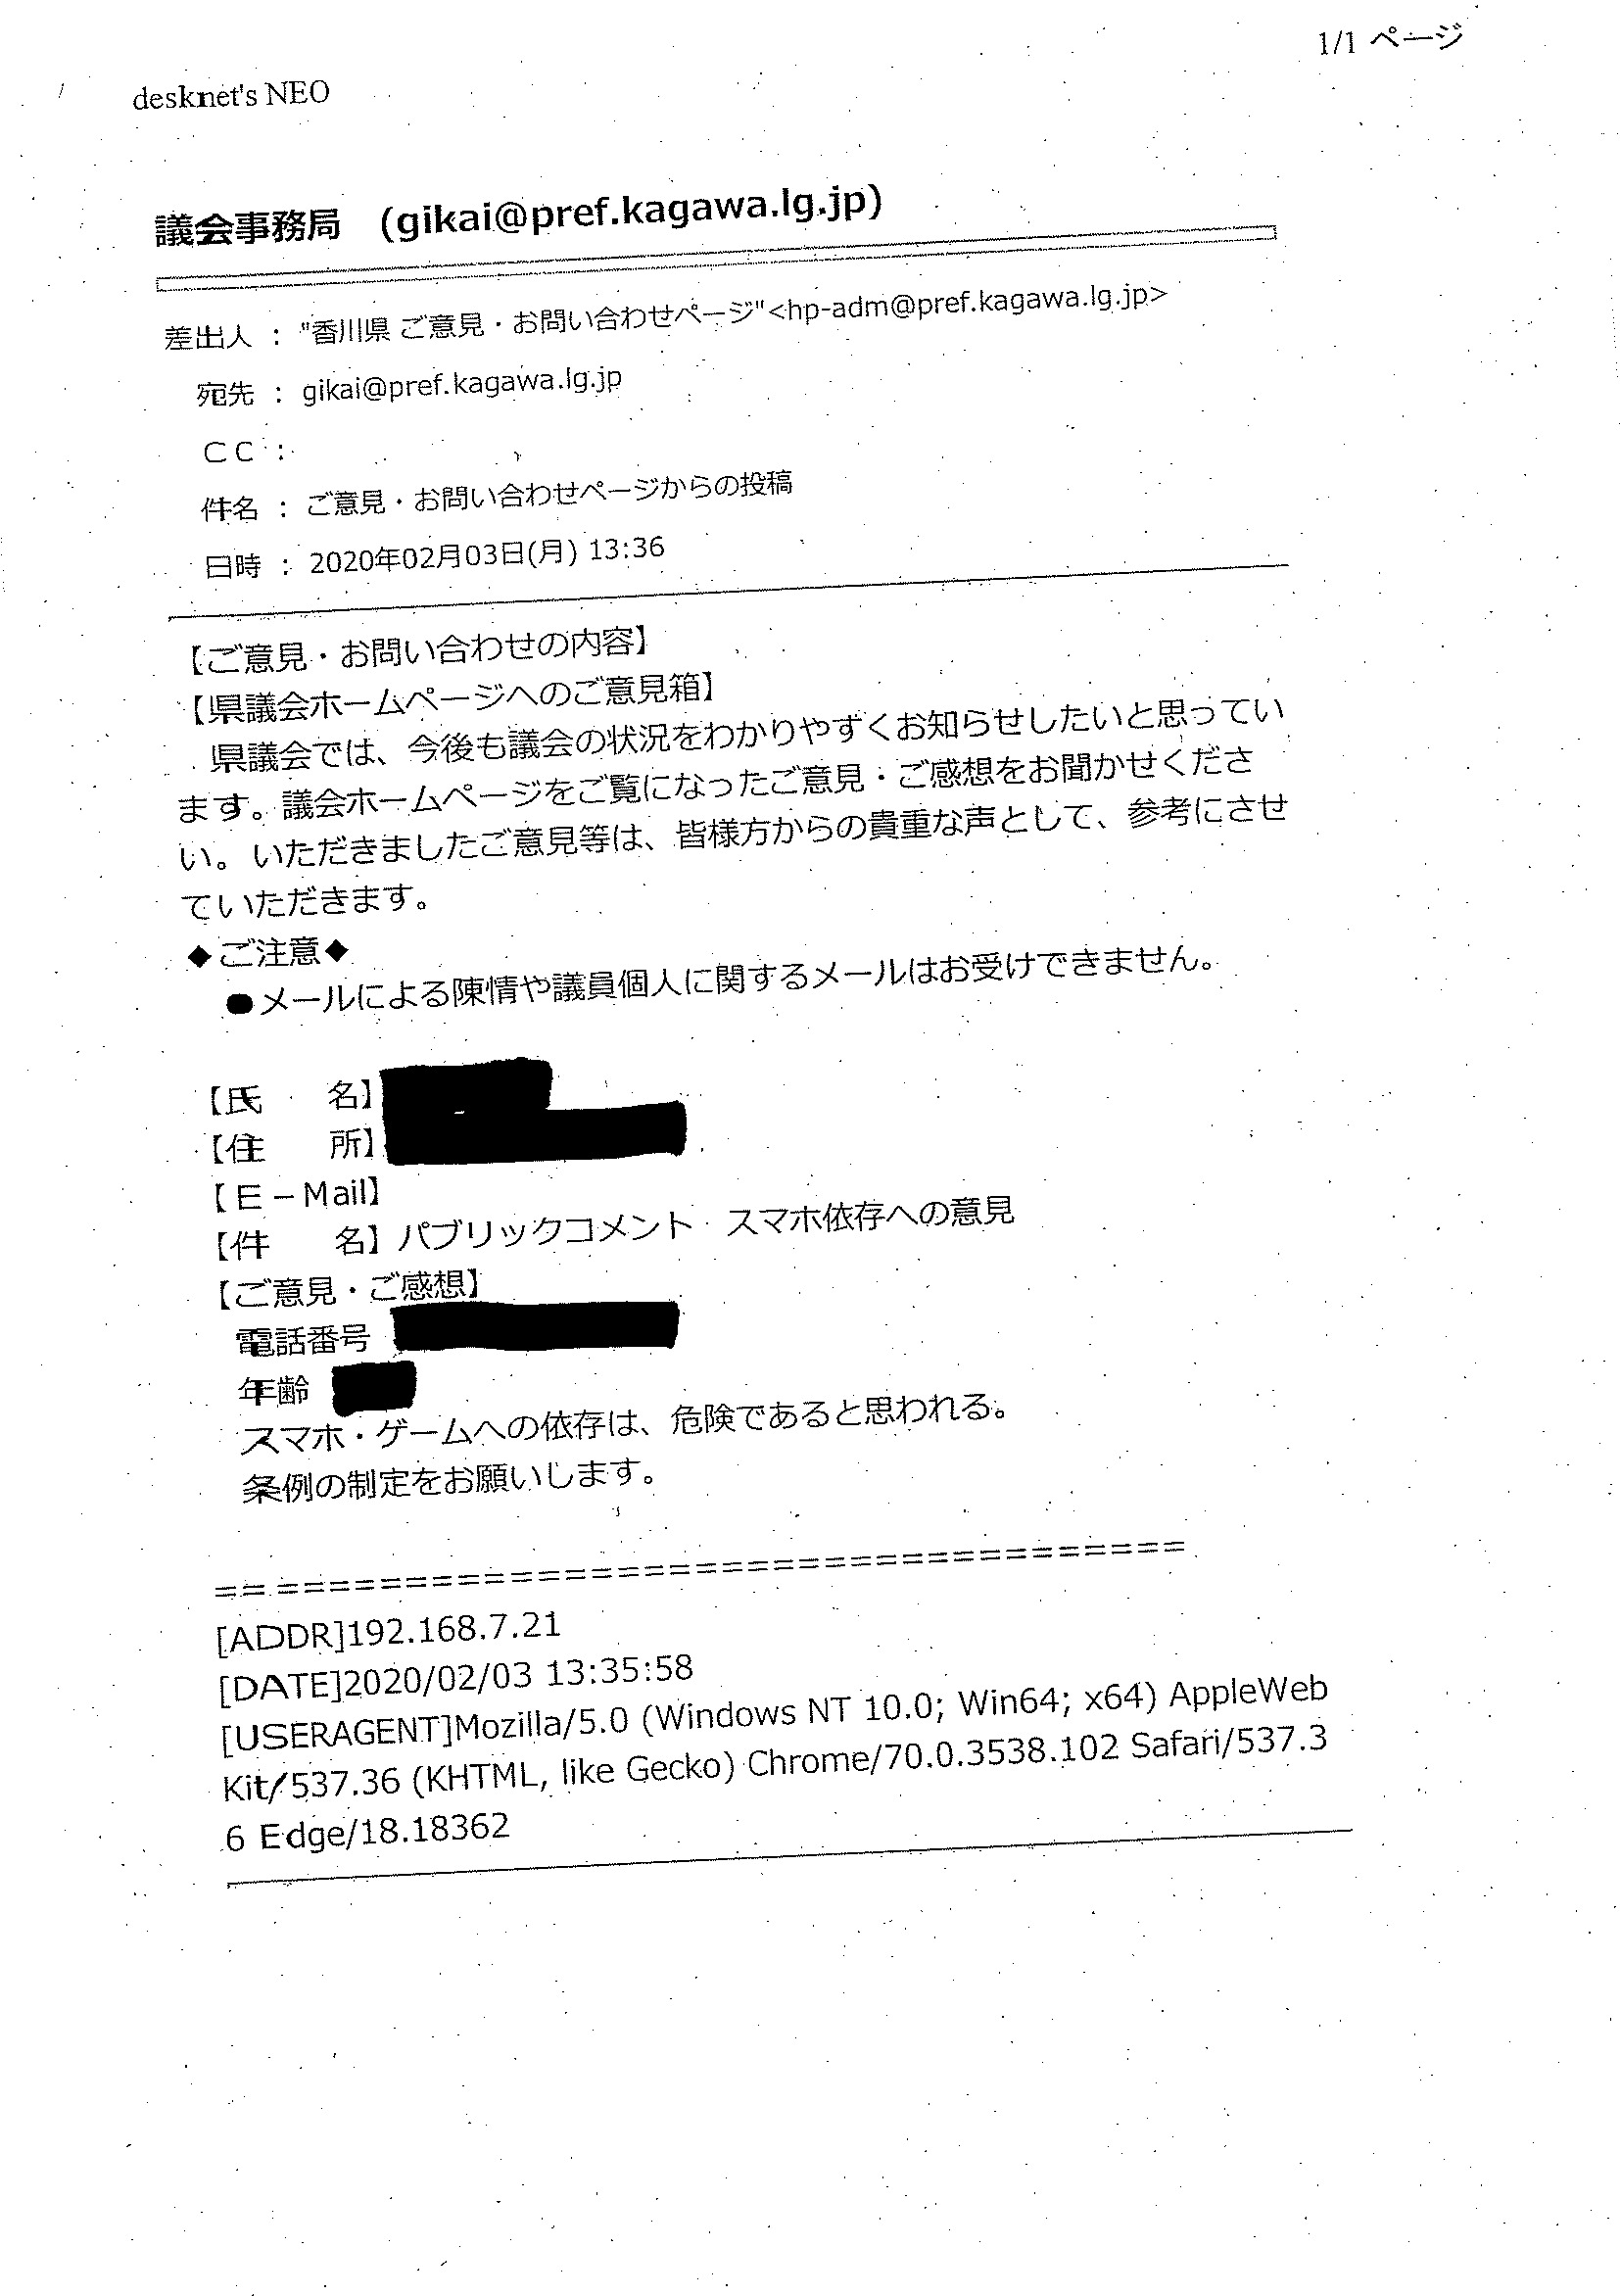 1/1 ページ
desknet's NEO
議会事務局　(gikai@pref.kagawa.lg.jp)
差出人 ： "香川県 ご意見・お問い合わせページ"<hp-adm@pref.kagawa.lg.jp>
宛先 ： gikai@pref.kagawa.lg.jp
ＣＣ ：
件名 ： ご意見・お問い合わせページからの投稿
日時 ： 2020年02月03日(月) 13:36
【ご意見・お問い合わせの内容】
【県議会ホームページへのご意見箱】
県議会では、今後も議会の状況をわかりやすくお知らせしたいと思ってい
ます。議会ホームページをご覧になったご意見・ご感想をお聞かせくださ
い。いただきましたご意見等は、皆様方からの貴重な声として、参考にさせ
ていただきます。
◆ご注意◆
●メールによる陳情や議員個人に関するメールはお受けできません。
【氏　　名】
【住　　所】
【Ｅ－Mail】
【件　　名】パブリックコメント　スマホ依存への意見
【ご意見・ご感想】
電話番号
年齢
スマホ・ゲームへの依存は、危険であると思われる。
条例の制定をお願いします。
=====================================
[ADDR]192.168.7.21
[DATE]2020/02/03 13:35:58
[USERAGENT]Mozilla/5.0 (Windows NT 10.0; Win64; x64) AppleWeb
Kit/537.36 (KHTML, like Gecko) Chrome/70.0.3538.102 Safari/537.3
6 Edge/18.18362